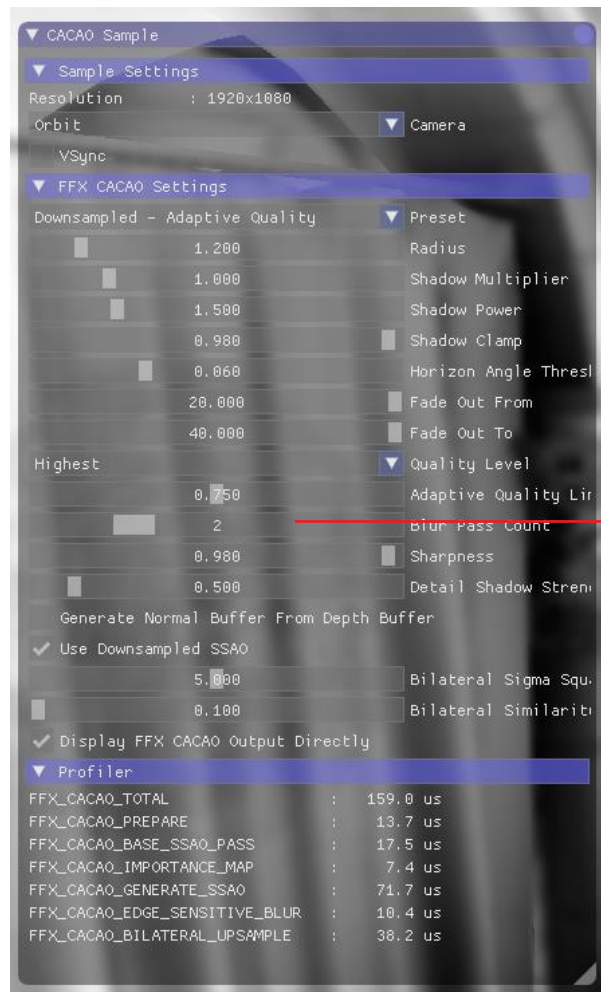 CACAO Sample
Sample Settings
Resolution : 1920x1080
Orbit Camera
VSync
FFX CACAO Settings
Downsampled - Adaptive Quality Preset
1.200 Radius
1.000 Shadow Multiplier
1.500 Shadow Power
0.980 Shadow Clamp
0.060 Horizon Angle Thresh
20.000 Fade Out From
40.000 Fade Out To
Highest Quality Level
0.750 Adaptive Quality Lim
2 Blur Pass Count
0.980 Sharpness
0.500 Detail Shadow Stren
Generate Normal Buffer From Depth Buffer
Use Downsampled SSAO
5.000 Bilateral Sigma Squ
0.100 Bilateral Similarit
Display FFX CACAO Output Directly
Profiler
FFX_CACAO_TOTAL : 159.0 us
FFX_CACAO_PREPARE : 13.7 us
FFX_CACAO_BASE_SSAO_PASS : 17.5 us
FFX_CACAO_IMPORTANCE_MAP : 7.4 us
FFX_CACAO_GENERATE_SSAO : 71.7 us
FFX_CACAO_EDGE_SENSITIVE_BLUR : 10.4 us
FFX_CACAO_BILATERAL_UPSAMPLE : 38.2 us